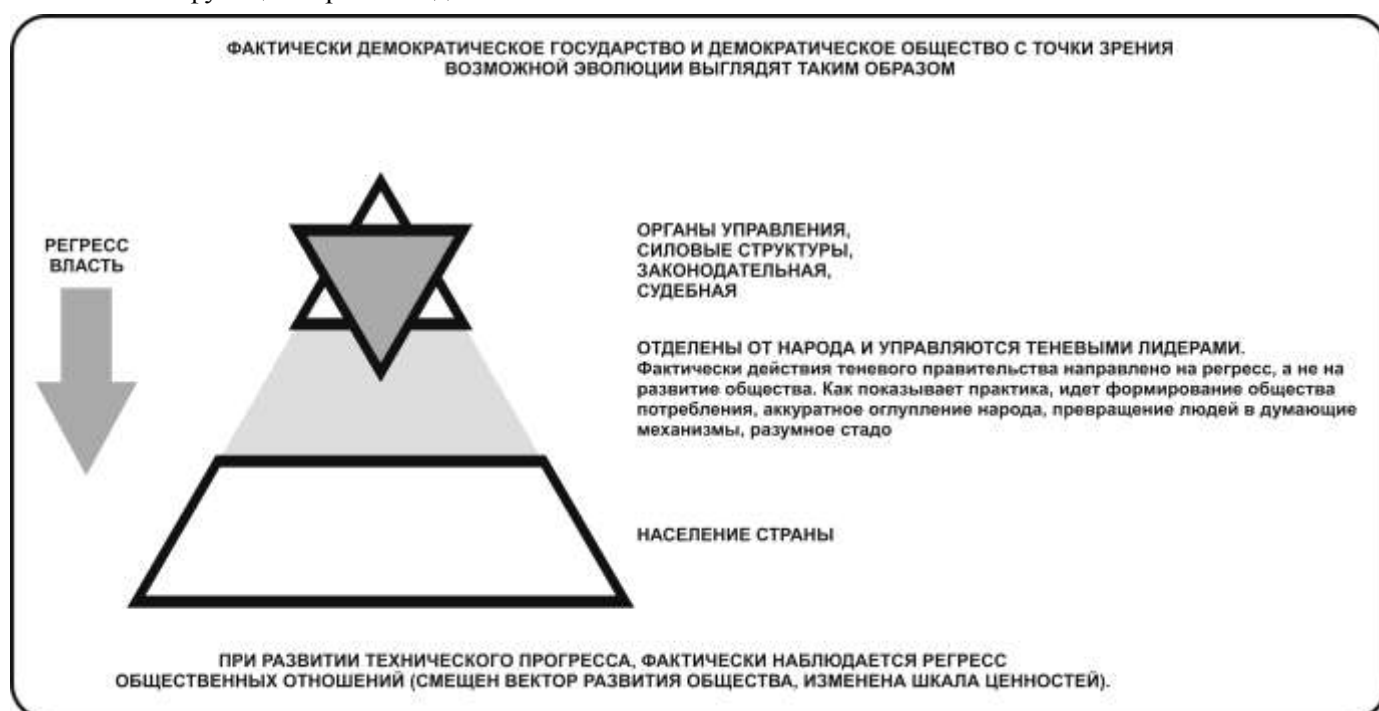 ФАКТИЧЕСКИ ДЕМОКРАТИЧЕСКОЕ ГОСУДАРСТВО И ДЕМОКРАТИЧЕСКОЕ ОБЩЕСТВО С ТОЧКИ ЗРЕНИЯ
ВОЗМОЖНОЙ ЭВОЛЮЦИИ ВЫГЛЯДЯТ ТАКИМ ОБРАЗОМ
РЕГРЕСС
ВЛАСТЬ
ОРГАНЫ УПРАВЛЕНИЯ,
СИЛОВЫЕ СТРУКТУРЫ,
ЗАКОНОДАТЕЛЬНАЯ,
СУДЕБНАЯ
ОТДЕЛЕНЫ ОТ НАРОДА И УПРАВЛЯЮТСЯ ТЕНЕВЫМИ ЛИДЕРАМИ.
Фактически действия теневого правительства направлено на регресс, а не на
развитие общества. Как показывает практика, идет формирование общества
потребления, аккуратное оглупление народа, превращение людей в думающие
механизмы, разумное стадо
НАСЕЛЕНИЕ СТРАНЫ
ПРИ РАЗВИТИИ ТЕХНИЧЕСКОГО ПРОГРЕССА, ФАКТИЧЕСКИ НАБЛЮДАЕТСЯ РЕГРЕСС
ОБЩЕСТВЕННЫХ ОТНОШЕНИЙ (СМЕЩЕН ВЕКТОР РАЗВИТИЯ ОБЩЕСТВА, ИЗМЕНЕНА ШКАЛА ЦЕННОСТЕЙ).